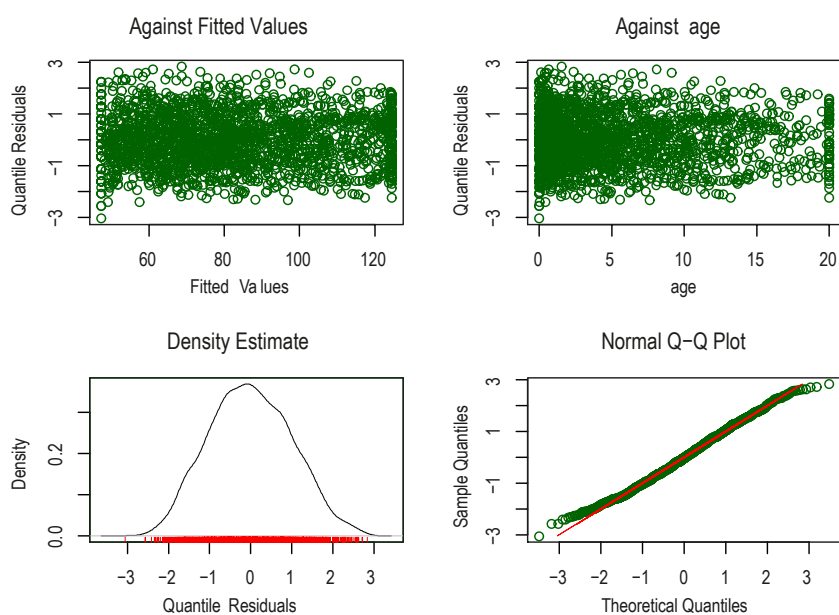 Against Fitted Values
Quantile Residuals
3
1
−1
−3
60 80 100 120
Fitted Values
Against age
Quantile Residuals
3
1
−1
−3
0 5 10 15 20
age
Density Estimate
Density
0.2
0.0
−3 −2 −1 0 1 2 3
Quantile Residuals
Normal Q−Q Plot
Sample Quantiles
3
1
−1
−3
−3 −2 −1 0 1 2 3
Theoretical Quantiles